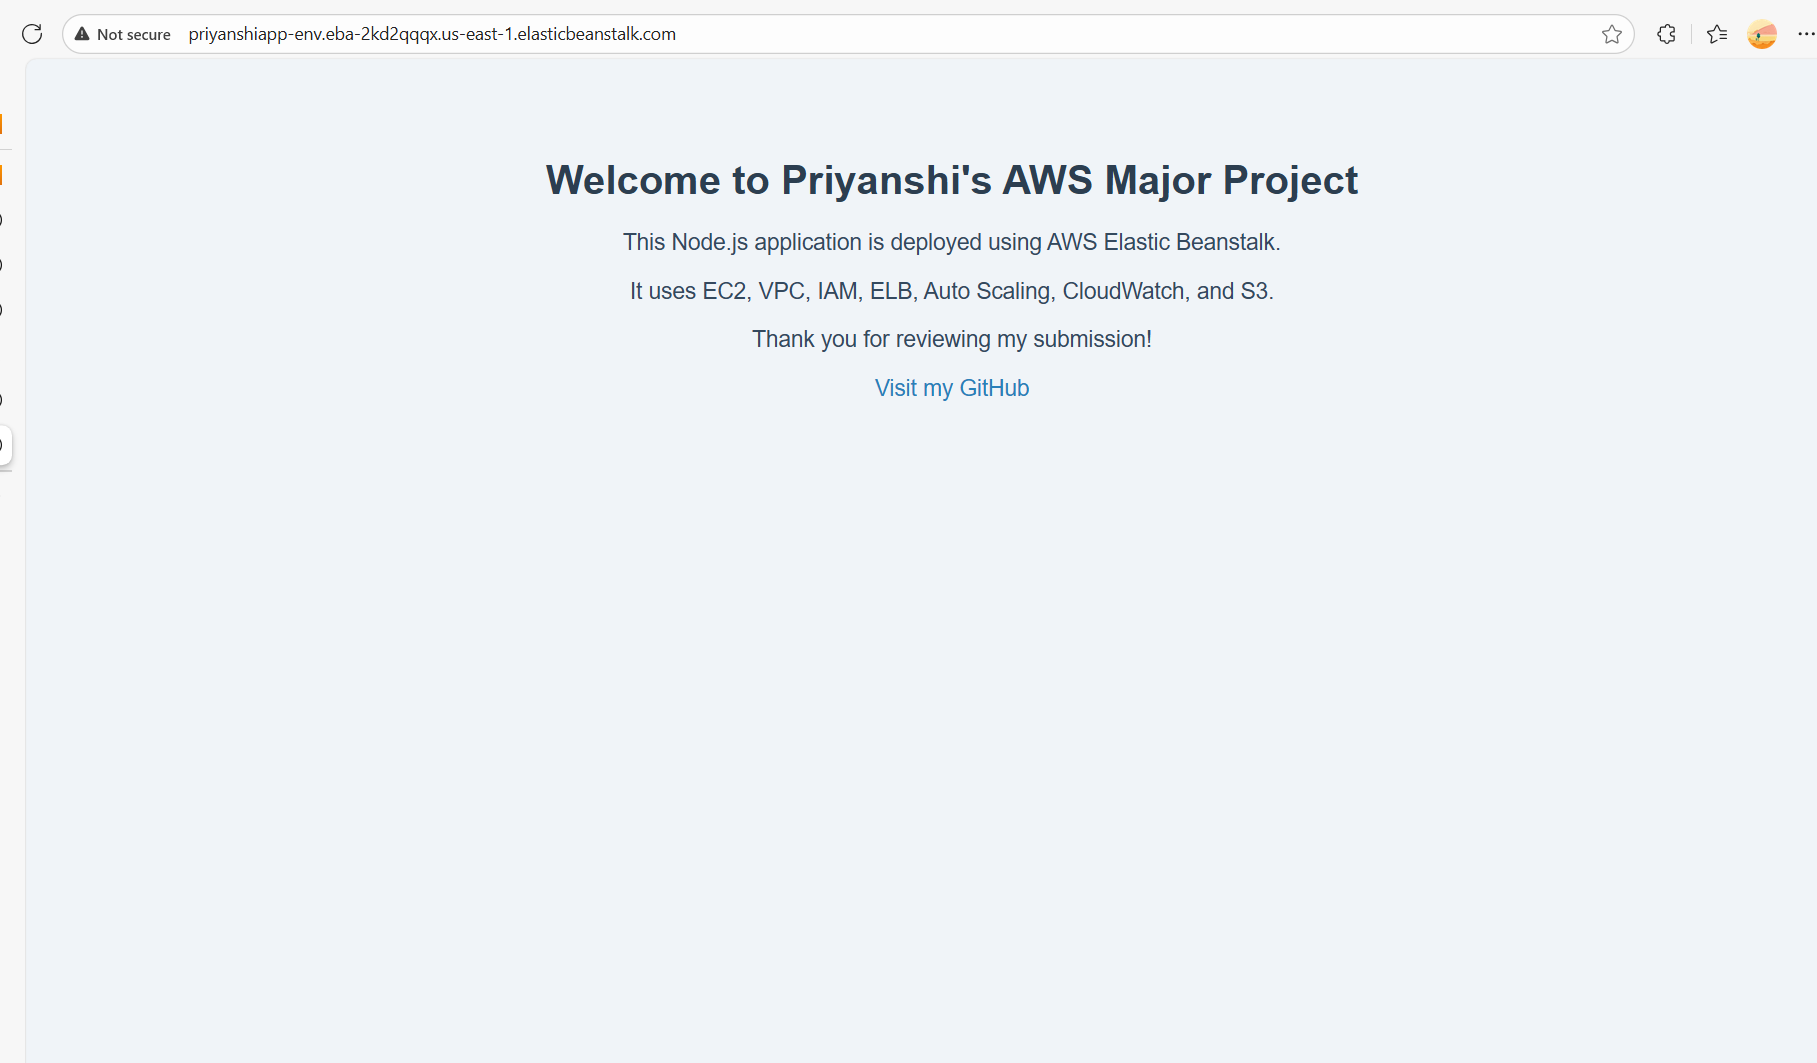 Not secure priyanshiapp-env.eba-2kd2qqqx.us-east-1.elasticbeanstalk.com
Welcome to Priyanshi's AWS Major Project
This Node.js application is deployed using AWS Elastic Beanstalk.
It uses EC2, VPC, IAM, ELB, Auto Scaling, CloudWatch, and S3.
Thank you for reviewing my submission!
Visit my GitHub